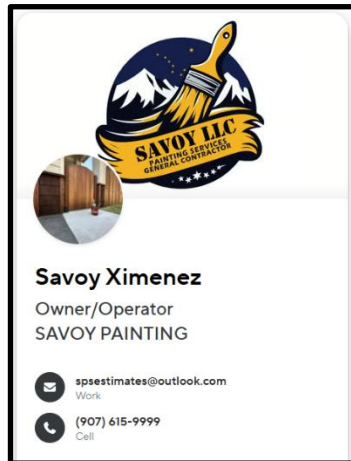 SAVOY LLC
PAINTING SERVICES
GENERAL CONTRACTOR
Savoy Ximenez
Owner/Operator
SAVOY PAINTING
spsestimates@outlook.com
Work
(907) 615-9999
Cell